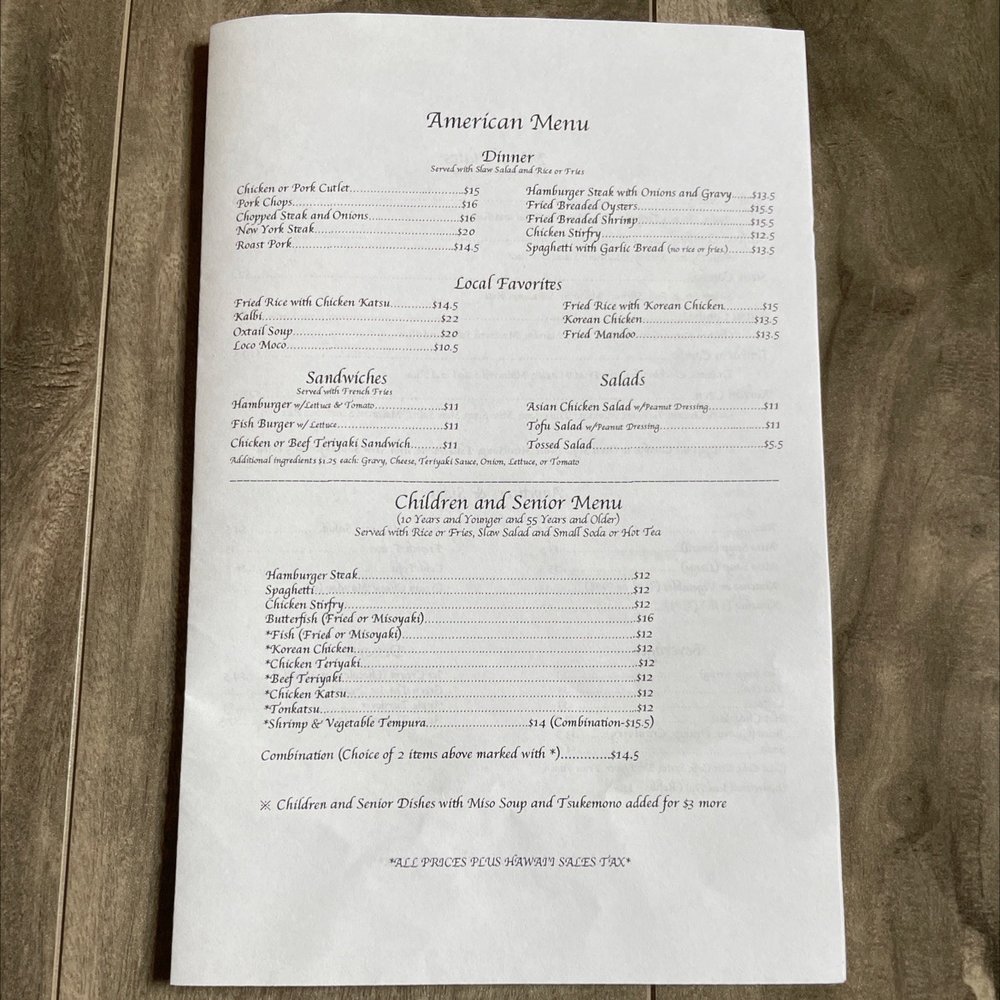 American Menu
Dinner
Served with Slaw Salad and Rice or Fries
Chicken or Pork Cutlet.....$15
Pork Chops.....$16
Chopped Steak and Onions.....$16
New York Steak.....$20
Roast Pork.....$14.5
Hamburger Steak with Onions and Gravy.....$13.5
Fried Breaded Oysters.....$15.5
Fried Breaded Shrimp.....$15.5
Chicken Stirfry.....$12.5
Spaghetti with Garlic Bread (no rice or fries).....$13.5
Local Favorites
Fried Rice with Chicken Katsu.....$14.5
Kalbi.....$22
Oxtail Soup.....$20
Loco Moco.....$10.5
Fried Rice with Korean Chicken.....$15
Korean Chicken.....$13.5
Fried Mandoo.....$13.5
Sandwiches
Served with French Fries
Hamburger w/Lettuce & Tomato.....$11
Fish Burger w/ Lettuce.....$11
Chicken or Beef Teriyaki Sandwich.....$11
Additional ingredients $1.25 each: Gravy, Cheese, Teriyaki Sauce, Onion, Lettuce, or Tomato
Salads
Asian Chicken Salad w/Peanut Dressing.....$11
Tofu Salad w/Peanut Dressing.....$11
Tossed Salad.....$5.5
Children and Senior Menu
(10 Years and Younger and 55 Years and Older)
Served with Rice or Fries, Slaw Salad and Small Soda or Hot Tea
Hamburger Steak.....$12
Spaghetti.....$12
Chicken Stirfry.....$12
Butterfish (Fried or Misoyaki).....$16
*Fish (Fried or Misoyaki).....$12
*Korean Chicken.....$12
*Chicken Teriyaki.....$12
*Beef Teriyaki.....$12
*Chicken Katsu.....$12
*Tonkatsu.....$12
*Shrimp & Vegetable Tempura.....$14 (Combination-$15.5)
Combination (Choice of 2 items above marked with *).....$14.5
※ Children and Senior Dishes with Miso Soup and Tsukemono added for $3 more
*ALL PRICES PLUS HAWAI'I SALES TAX*